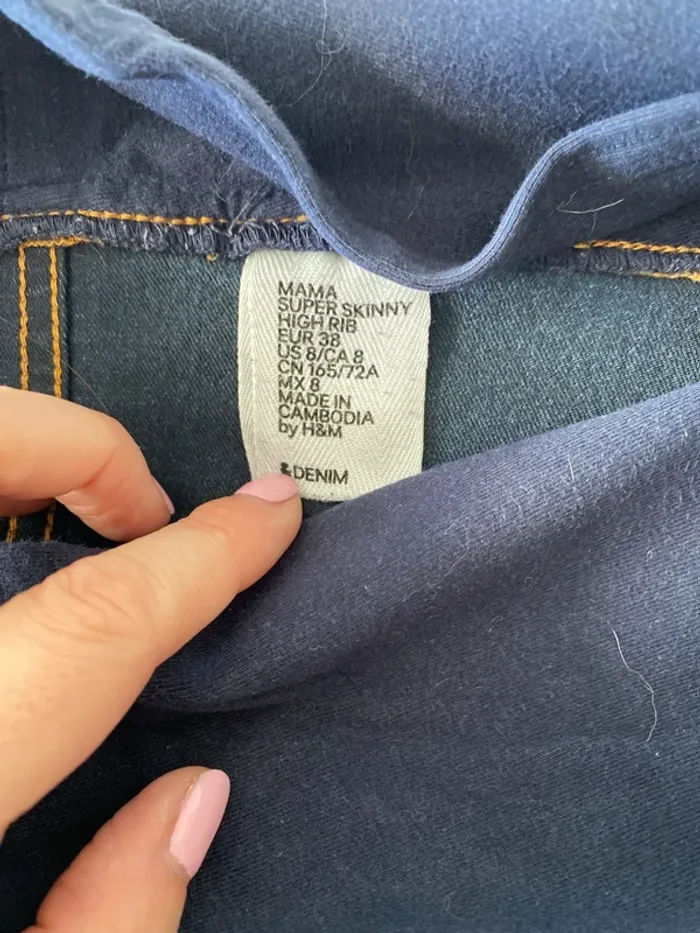 MAMA
SUPER SKINNY
HIGH RIB
EUR 38
US 8/CA 8
CN 165/72A
MX 8
MADE IN
CAMBODIA
by H&M
&DENIM